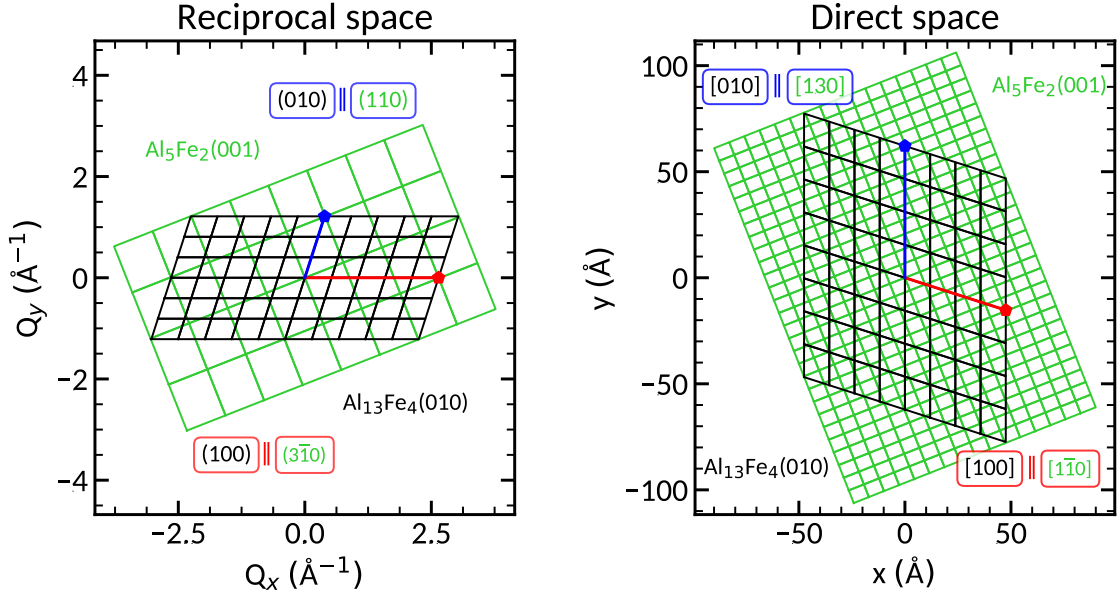 Reciprocal space
(010) ∥ (110)
Al₅Fe₂(001)
Al₁₃Fe₄(010)
(100) ∥ (31̅0)
4
2
0
−2
−4
−2.5 0.0 2.5
Qᵧ (Å⁻¹)
Qₓ (Å⁻¹)
Direct space
[010] ∥ [130]
Al₅Fe₂(001)
Al₁₃Fe₄(010)
[100] ∥ [11̅0]
100
50
0
−50
−100
−50 0 50
y (Å)
x (Å)